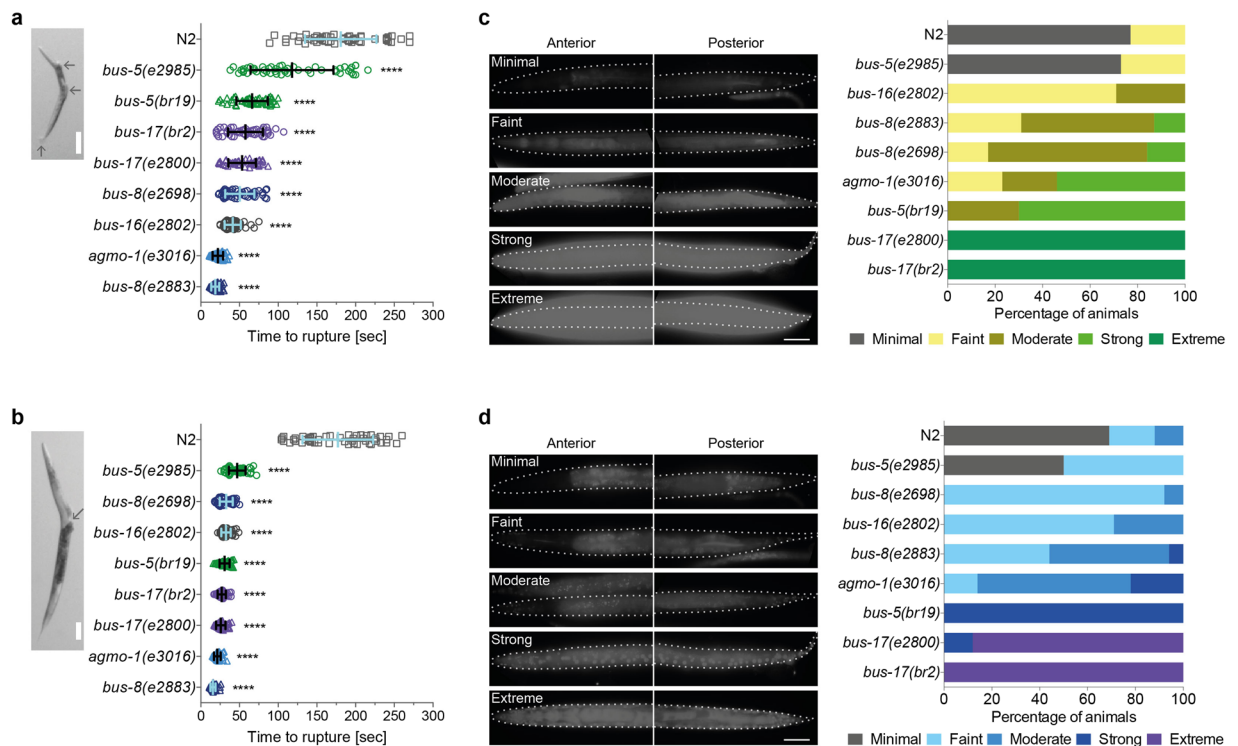 a
N2
bus-5(e2985)
****
bus-5(br19)
****
bus-17(br2)
****
bus-17(e2800)
****
bus-8(e2698)
****
bus-16(e2802)
****
agmo-1(e3016)
****
bus-8(e2883)
****
0 50 100 150 200 250 300
Time to rupture [sec]
c
Anterior Posterior
Minimal
Faint
Moderate
Strong
Extreme
N2
bus-5(e2985)
bus-16(e2802)
bus-8(e2883)
bus-8(e2698)
agmo-1(e3016)
bus-5(br19)
bus-17(e2800)
bus-17(br2)
0 20 40 60 80 100
Percentage of animals
Minimal Faint Moderate Strong Extreme
b
N2
bus-5(e2985)
****
bus-8(e2698)
****
bus-16(e2802)
****
bus-5(br19)
****
bus-17(br2)
****
bus-17(e2800)
****
agmo-1(e3016)
****
bus-8(e2883)
****
0 50 100 150 200 250 300
Time to rupture [sec]
d
Anterior Posterior
Minimal
Faint
Moderate
Strong
Extreme
N2
bus-5(e2985)
bus-8(e2698)
bus-16(e2802)
bus-8(e2883)
agmo-1(e3016)
bus-5(br19)
bus-17(e2800)
bus-17(br2)
0 20 40 60 80 100
Percentage of animals
Minimal Faint Moderate Strong Extreme